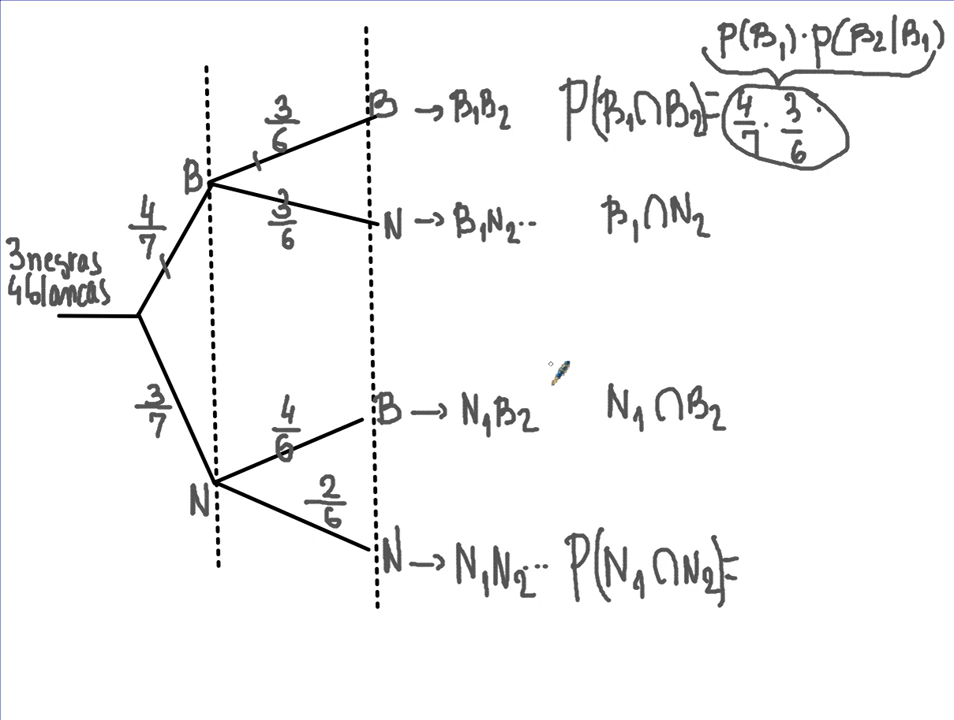 P(B₁)·P(B₂|B₁)
3/6 B → B₁B₂ P(B₁∩B₂)= 4/7 · 3/6
B
4/7 3/6 N → B₁N₂... B₁∩N₂
3 negras
4 blancas
3/7 4/6 B → N₁B₂ N₁∩B₂
N 2/6
N → N₁N₂... P(N₁∩N₂)=